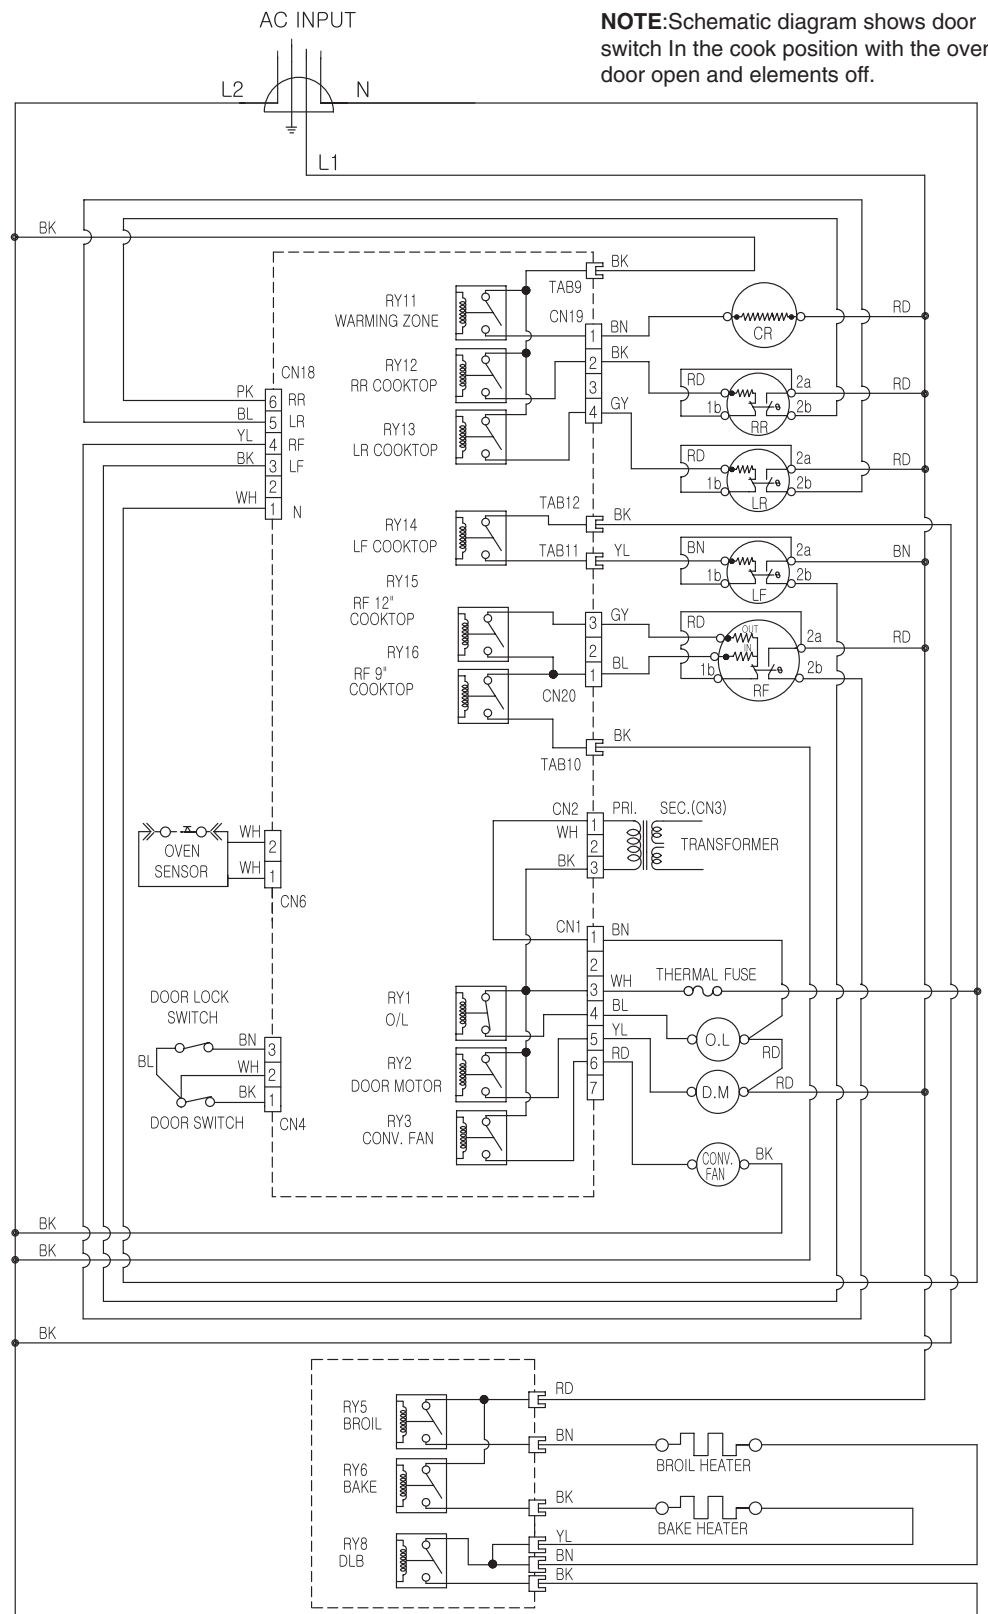 AC INPUT
NOTE:Schematic diagram shows door
switch In the cook position with the over
door open and elements off.
L2
N
L1
BK
BK
TAB9
RY11
WARMING ZONE
CN19
1
BN
CR
RD
RY12
RR COOKTOP
2
BK
3
RD
2a
RD
1b
2b
RR
CN18
PK
6
RR
BL
5
LR
YL
4
RF
BK
3
LF
2
WH
1
N
RY13
LR COOKTOP
4
GY
RD
2a
RD
1b
2b
LR
RY14
LF COOKTOP
TAB12
BK
TAB11
YL
BN
2a
BN
1b
2b
LF
RY15
RF 12"
COOKTOP
3
GY
2
1
BL
CN20
RD
OUT
IN
2a
RD
1b
2b
RF
RY16
RF 9"
COOKTOP
BK
TAB10
CN2
1
PRI.
SEC.(CN3)
WH
2
TRANSFORMER
BK
3
OVEN
SENSOR
WH
2
WH
1
CN6
CN1
1
BN
2
3
WH
THERMAL FUSE
4
BL
O.L
RD
5
YL
D.M
RD
6
RD
7
CONV.
FAN
BK
RY1
O/L
RY2
DOOR MOTOR
RY3
CONV. FAN
DOOR LOCK
SWITCH
BN
3
BL
WH
2
BK
1
DOOR SWITCH
CN4
BK
BK
BK
RY5
BROIL
RD
BN
BROIL HEATER
RY6
BAKE
BK
BAKE HEATER
RY8
DLB
YL
BN
BK